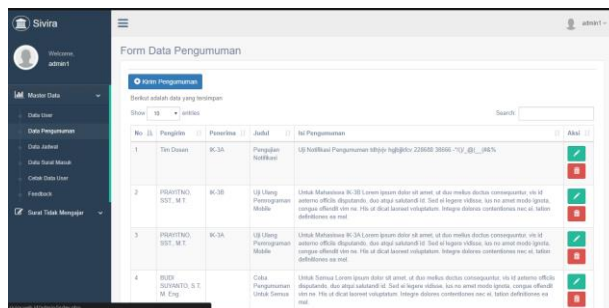 Sivira
admin1
Welcome,
admin1
Form Data Pengumuman
Kirim Pengumuman
Master Data
Berikut adalah data yang tersimpan
Data User
Show 10 entries
Search:
Data Pengumuman
No Pengirim Penerima Judul Isi Pengumuman Aksi
Data Jadwal
Data Surat Masuk
Cetak Data User
Feedback
Surat Tidak Mengajar
1 Tim Dosen IK-3A Pengujian Notifikasi
Uji Notifikasi Pengumuman
2 PRAYITNO, SST., M.T. IK-3B Uji Ulang Pemrograman Mobile
Untuk Mahasiswa IK-3B Lorem ipsum dolor sit amet, ut duo melius doctus consequuntur, vis id
aeterno officiis disputando, duo atqui salutandi id. Sed ei legere vidisse, ius no amet modo ignota,
congue offendit vim ne. His ut dicat laoreet voluptatum. Integre dolores contentiones nec ei, tation
definitiones ea mel.
3 PRAYITNO, SST., M.T. IK-3A Uji Ulang Pemrograman Mobile
Untuk Mahasiswa IK-3A Lorem ipsum dolor sit amet, ut duo melius doctus consequuntur, vis id
aeterno officiis disputando, duo atqui salutandi id. Sed ei legere vidisse, ius no amet modo ignota,
congue offendit vim ne. His ut dicat laoreet voluptatum. Integre dolores contentiones nec ei, tation
definitiones ea mel.
4 BUDI SUYANTO, S.T, M. Eng. Coba Pengumuman Untuk Semua
Untuk Semua Lorem ipsum dolor sit amet, ut duo melius doctus consequuntur, vis id aeterno officiis
disputando, duo atqui salutandi id. Sed ei legere vidisse, ius no amet modo ignota, congue offendit
vim ne. His ut dicat laoreet voluptatum. Integre dolores contentiones nec ei, tation definitiones ea
mel.